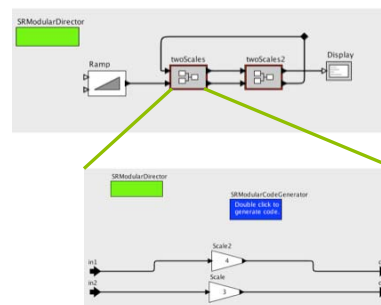 SRModularDirector
Ramp
twoScales
twoScales2
Display
SRModularDirector
SRModularCodeGenerator
Double click to
generate code.
Scale2
in1
4
Scale
in2
3